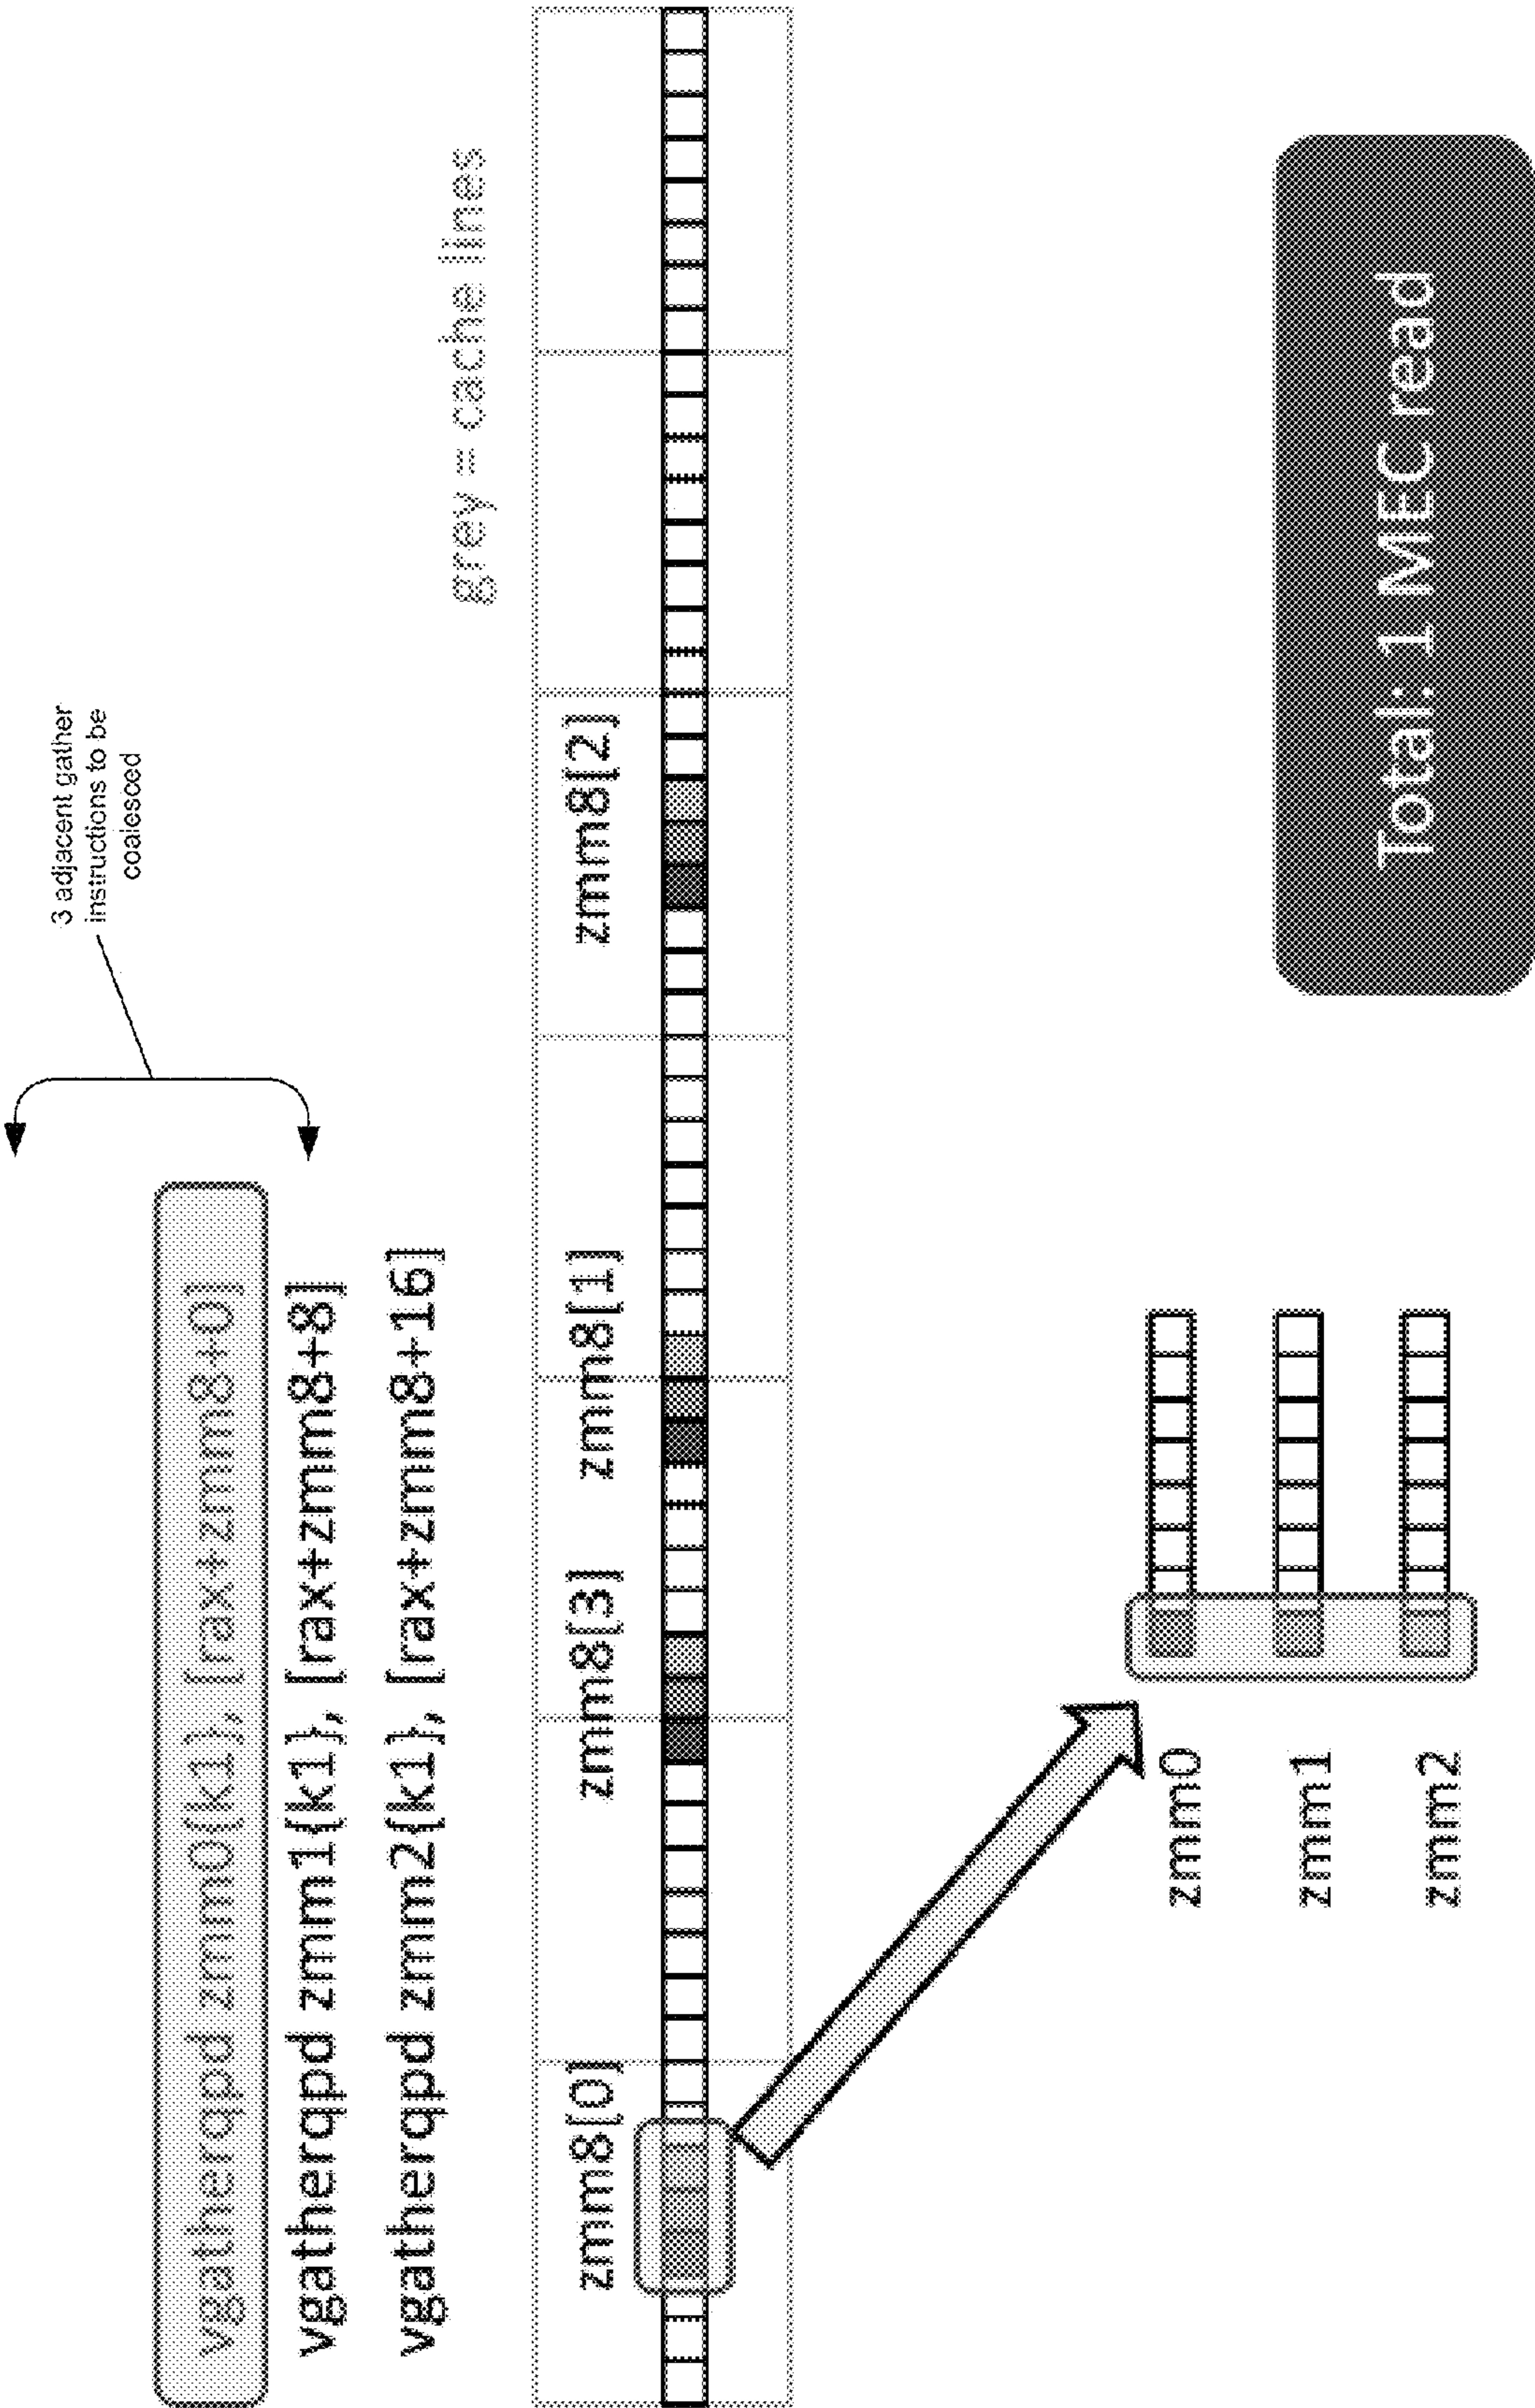 3 adjacent gather
instructions to be
coalesced
vgatherqpd zmm0{k1}, [rax+zmm8+0]
vgatherqpd zmm1{k1}, [rax+zmm8+8]
vgatherqpd zmm2{k1}, [rax+zmm8+16]
grey = cache lines
zmm8[0] zmm8[3] zmm8[1] zmm8[2]
zmm0
zmm1
zmm2
Total: 1 MEC read